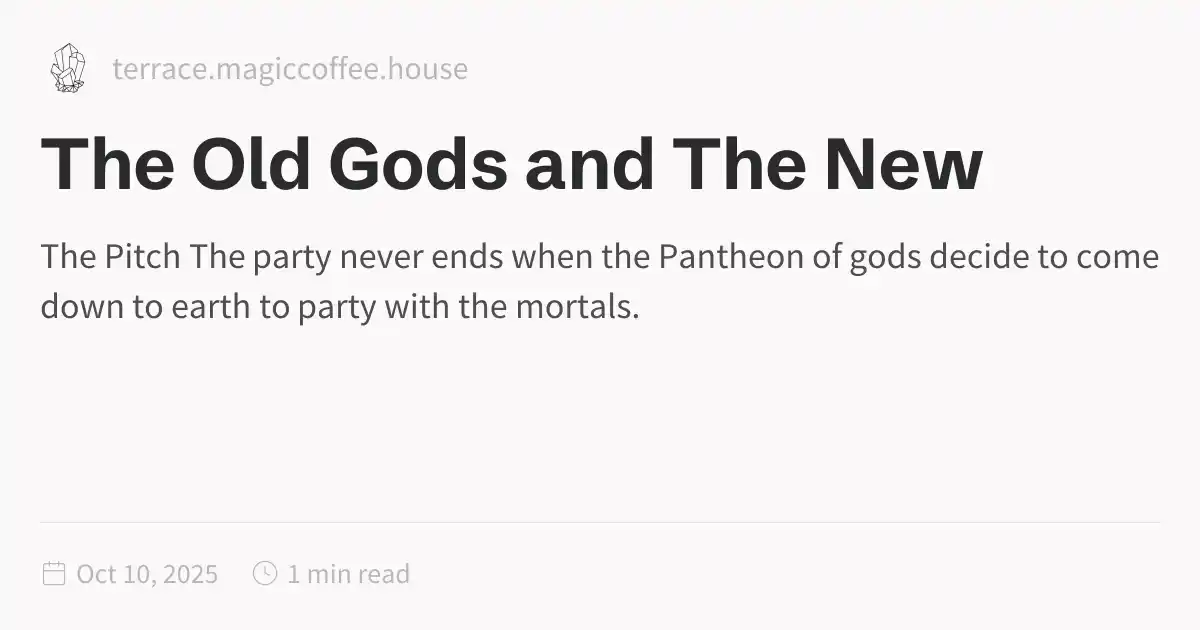 terrace.magiccoffee.house
The Old Gods and The New
The Pitch The party never ends when the Pantheon of gods decide to come
down to earth to party with the mortals.
Oct 10, 2025 1 min read